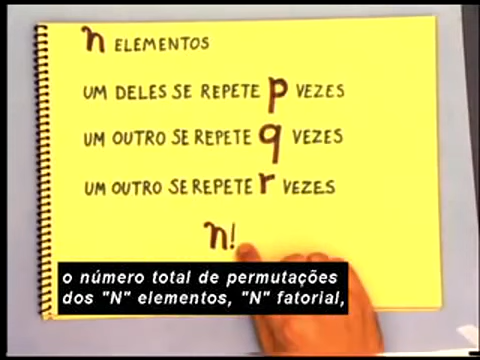 n ELEMENTOS
UM DELES SE REPETE p VEZES
UM OUTRO SE REPETE q VEZES
UM OUTRO SE REPETE r VEZES
n!
o número total de permutações
dos "N" elementos, "N" fatorial,